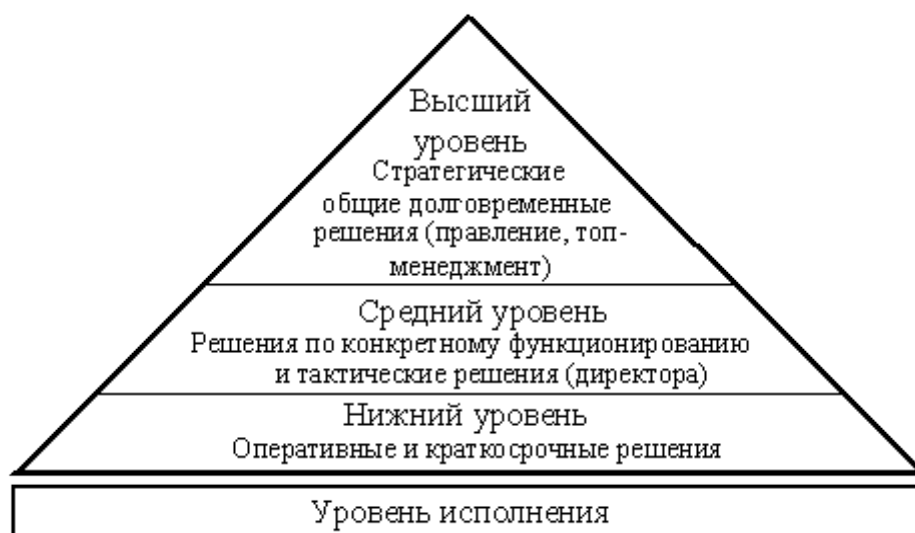 Высший
уровень
Стратегические
общие долговременные
решения (правление, топ-
менеджмент)
Средний уровень
Решения по конкретному функционированию
и тактические решения (директора)
Нижний уровень
Оперативные и краткосрочные решения
Уровень исполнения